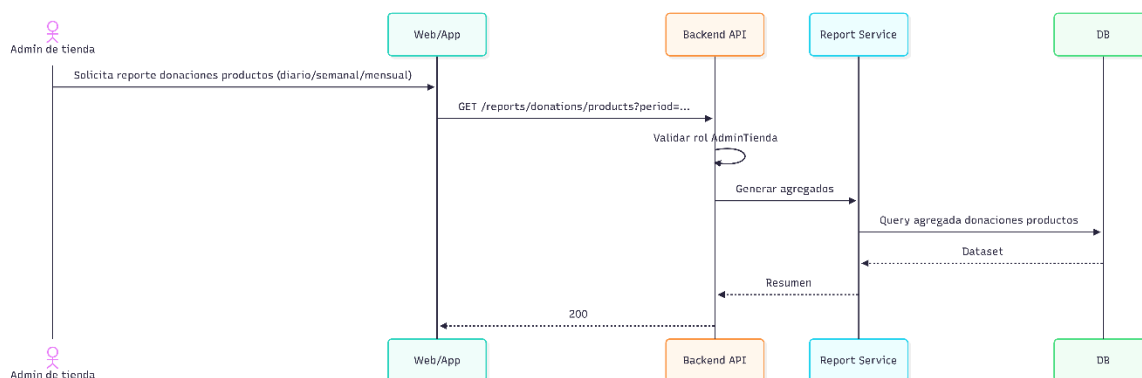 Admin de tienda
Web/App
Backend API
Report Service
DB
Solicita reporte donaciones productos (diario/semanal/mensual)
GET /reports/donations/products?period=...
Validar rol AdminTienda
Generar agregados
Query agregada donaciones productos
Dataset
Resumen
200
Admin de tienda
Web/App
Backend API
Report Service
DB